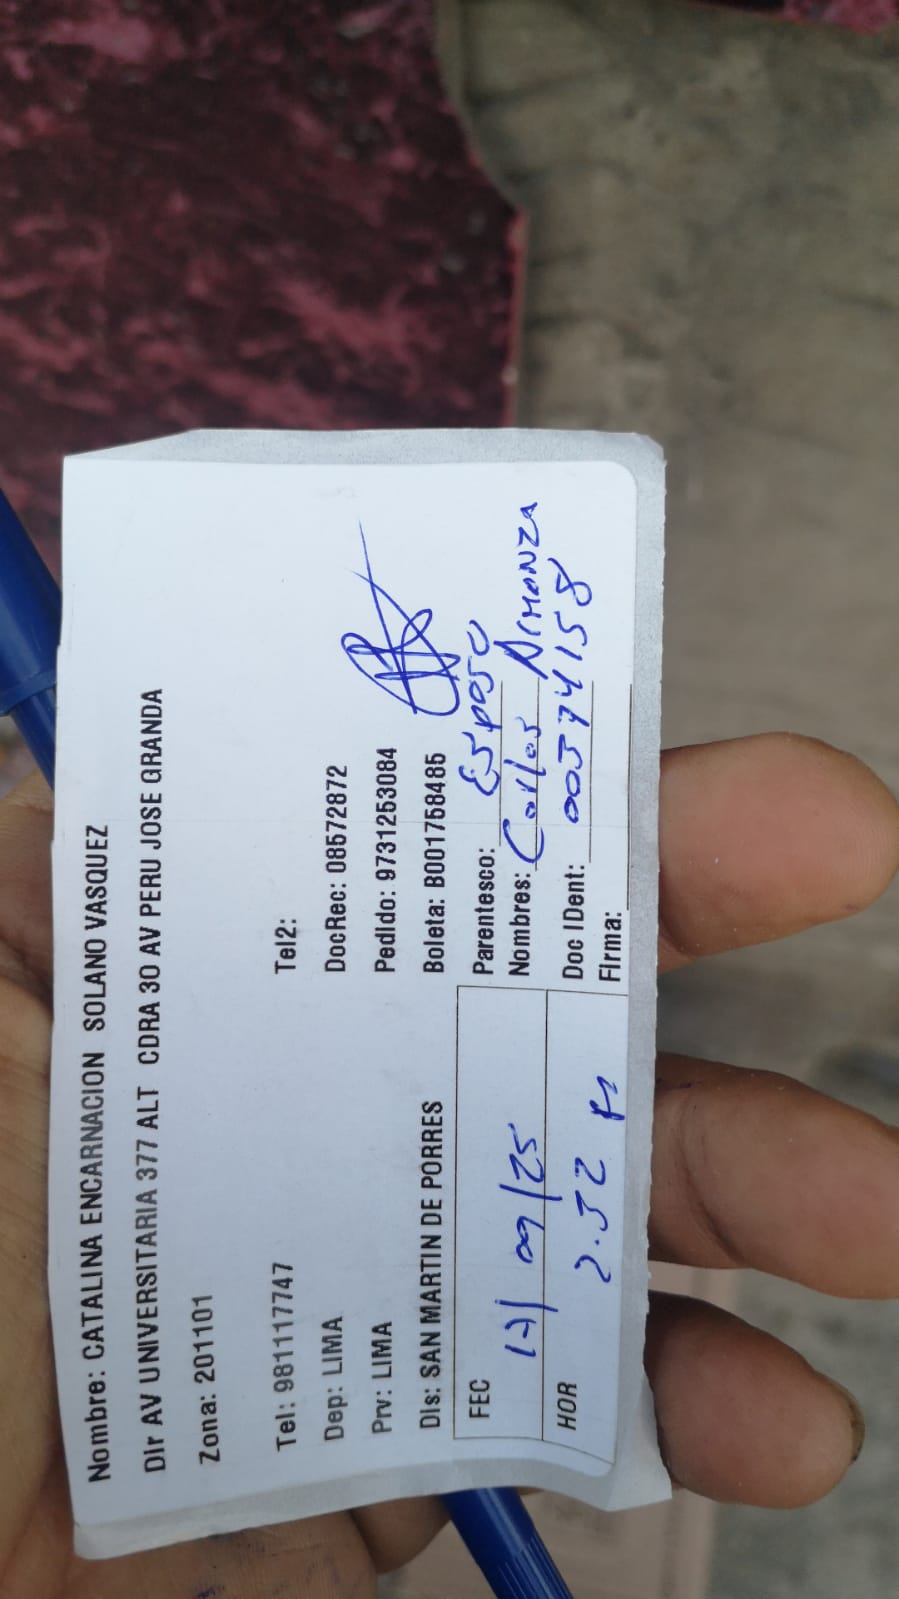 Nombre: CATALINA ENCARNACION SOLANO VASQUEZ
Dir AV UNIVERSITARIA 377 ALT CDRA 30 AV PERU JOSE GRANDA
Zona: 201101
Tel: 981117747 Tel2:
Dep: LIMA DocRec: 08572872
Prv: LIMA Pedido: 9731253084
Dis: SAN MARTIN DE PORRES Boleta: B001758485
FEC Parentesco: Esposo
Nombres: Carlos
HOR 2.32 Doc IDent:
Firma: